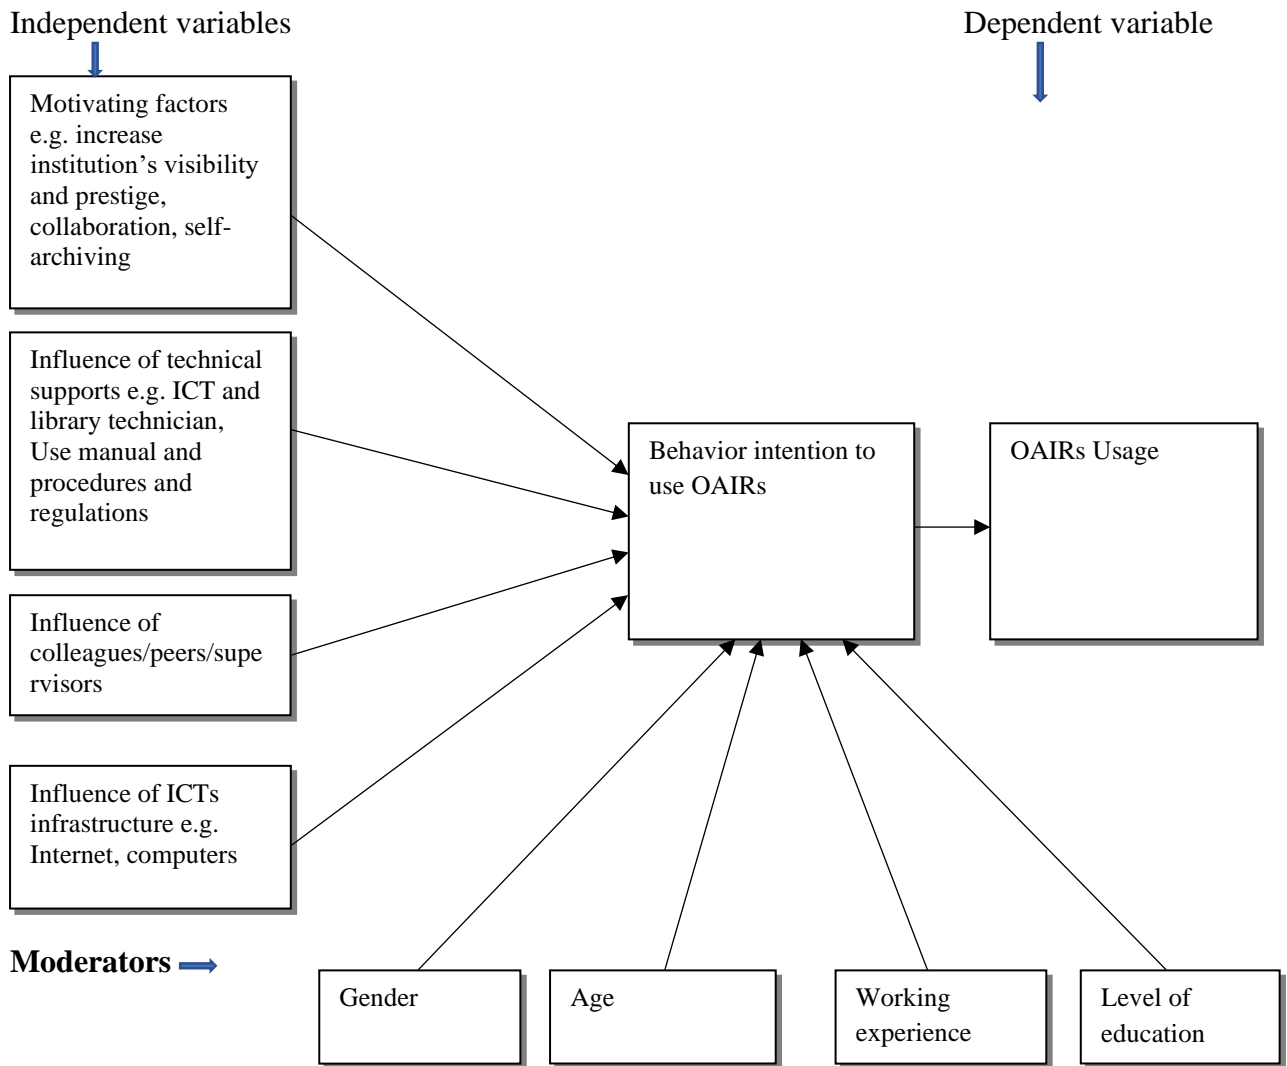 Independent variables
Dependent variable
Motivating factors
e.g. increase
institution’s visibility
and prestige,
collaboration, self-
archiving
Influence of technical
supports e.g. ICT and
library technician,
Use manual and
procedures and
regulations
Influence of
colleagues/peers/supe
rvisors
Influence of ICTs
infrastructure e.g.
Internet, computers
Behavior intention to
use OAIRs
OAIRs Usage
Moderators
Gender
Age
Working
experience
Level of
education